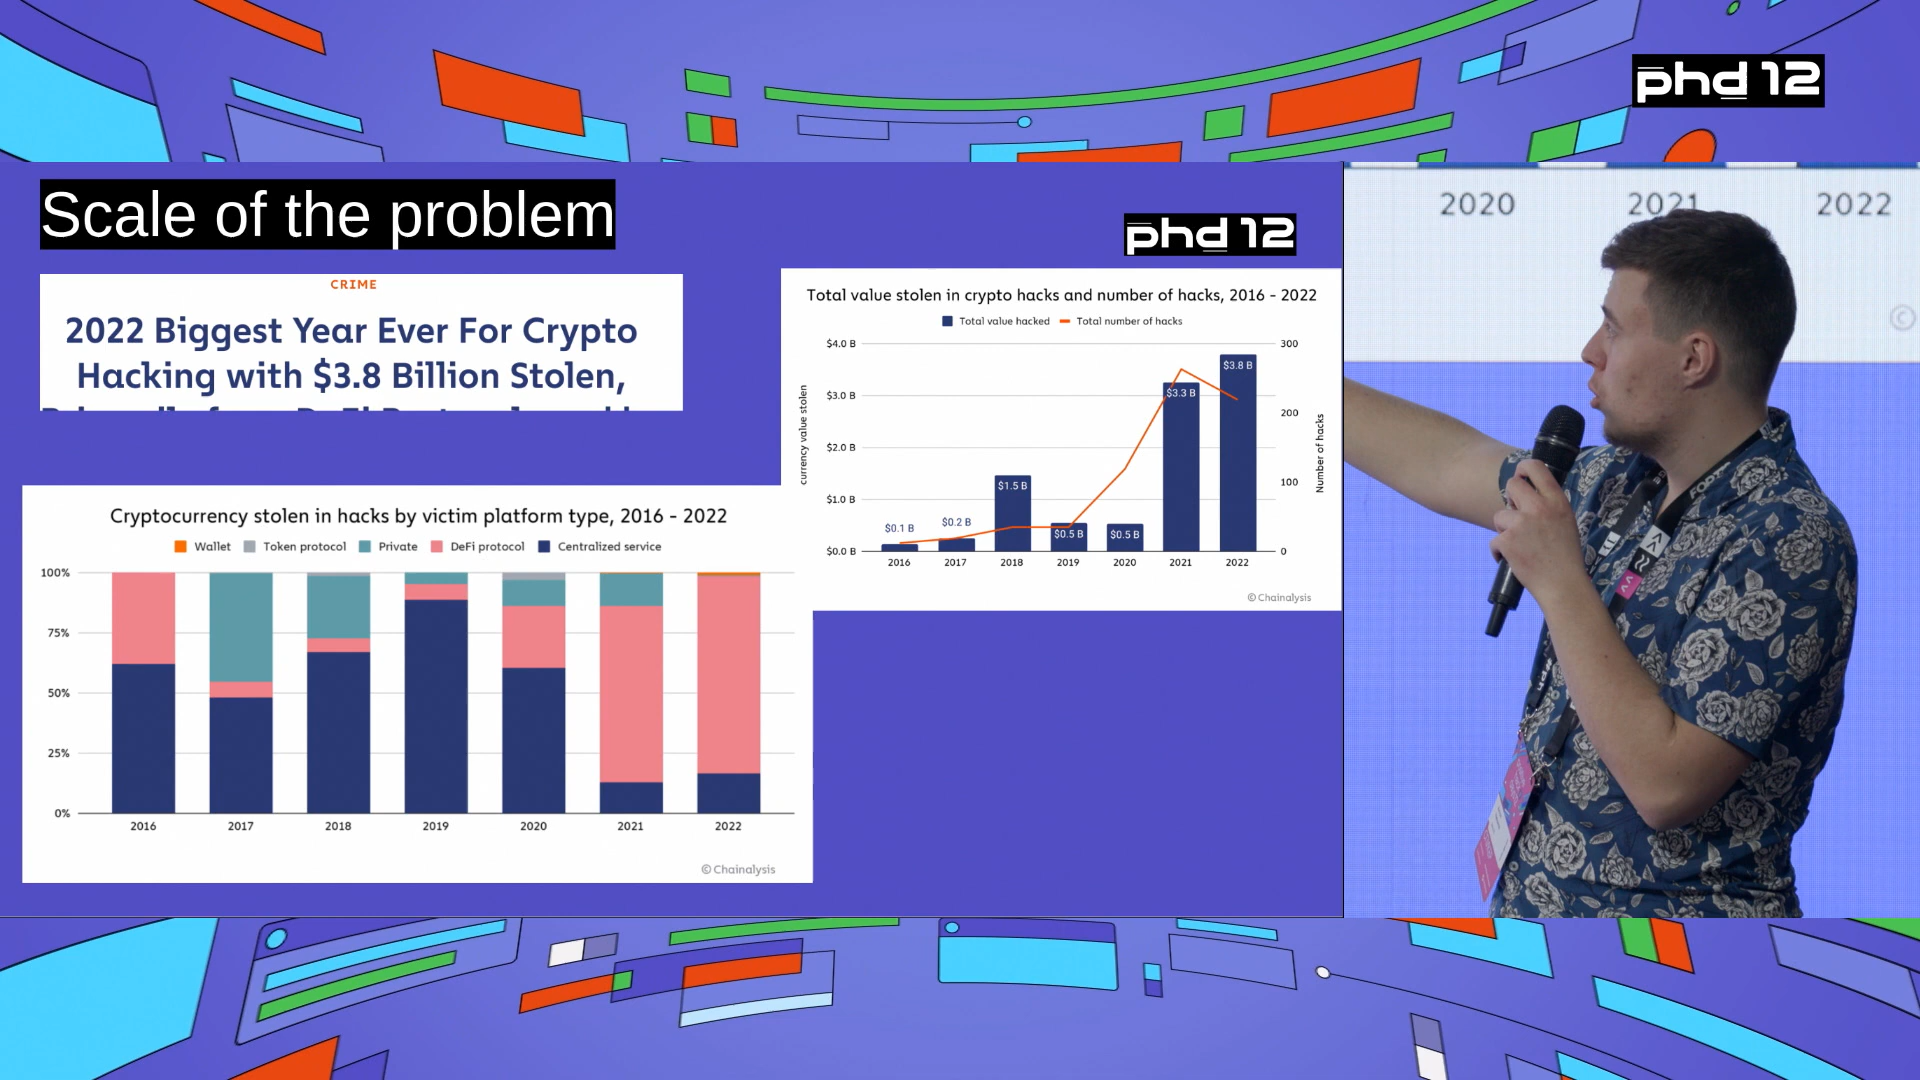 phd 12
Scale of the problem
phd 12
CRIME
2022 Biggest Year Ever For Crypto
Hacking with $3.8 Billion Stolen,
Total value stolen in crypto hacks and number of hacks, 2016 - 2022
Total value hacked
Total number of hacks
$4.0 B
$3.0 B
$2.0 B
$1.0 B
$0.0 B
currency value stolen
300
200
100
0
Number of hacks
$0.1 B
$0.2 B
$1.5 B
$0.5 B
$0.5 B
$3.3 B
$3.8 B
2016 2017 2018 2019 2020 2021 2022
© Chainalysis
Cryptocurrency stolen in hacks by victim platform type, 2016 - 2022
Wallet Token protocol Private DeFi protocol Centralized service
100%
75%
50%
25%
0%
2016 2017 2018 2019 2020 2021 2022
© Chainalysis
2020 2021 2022
©